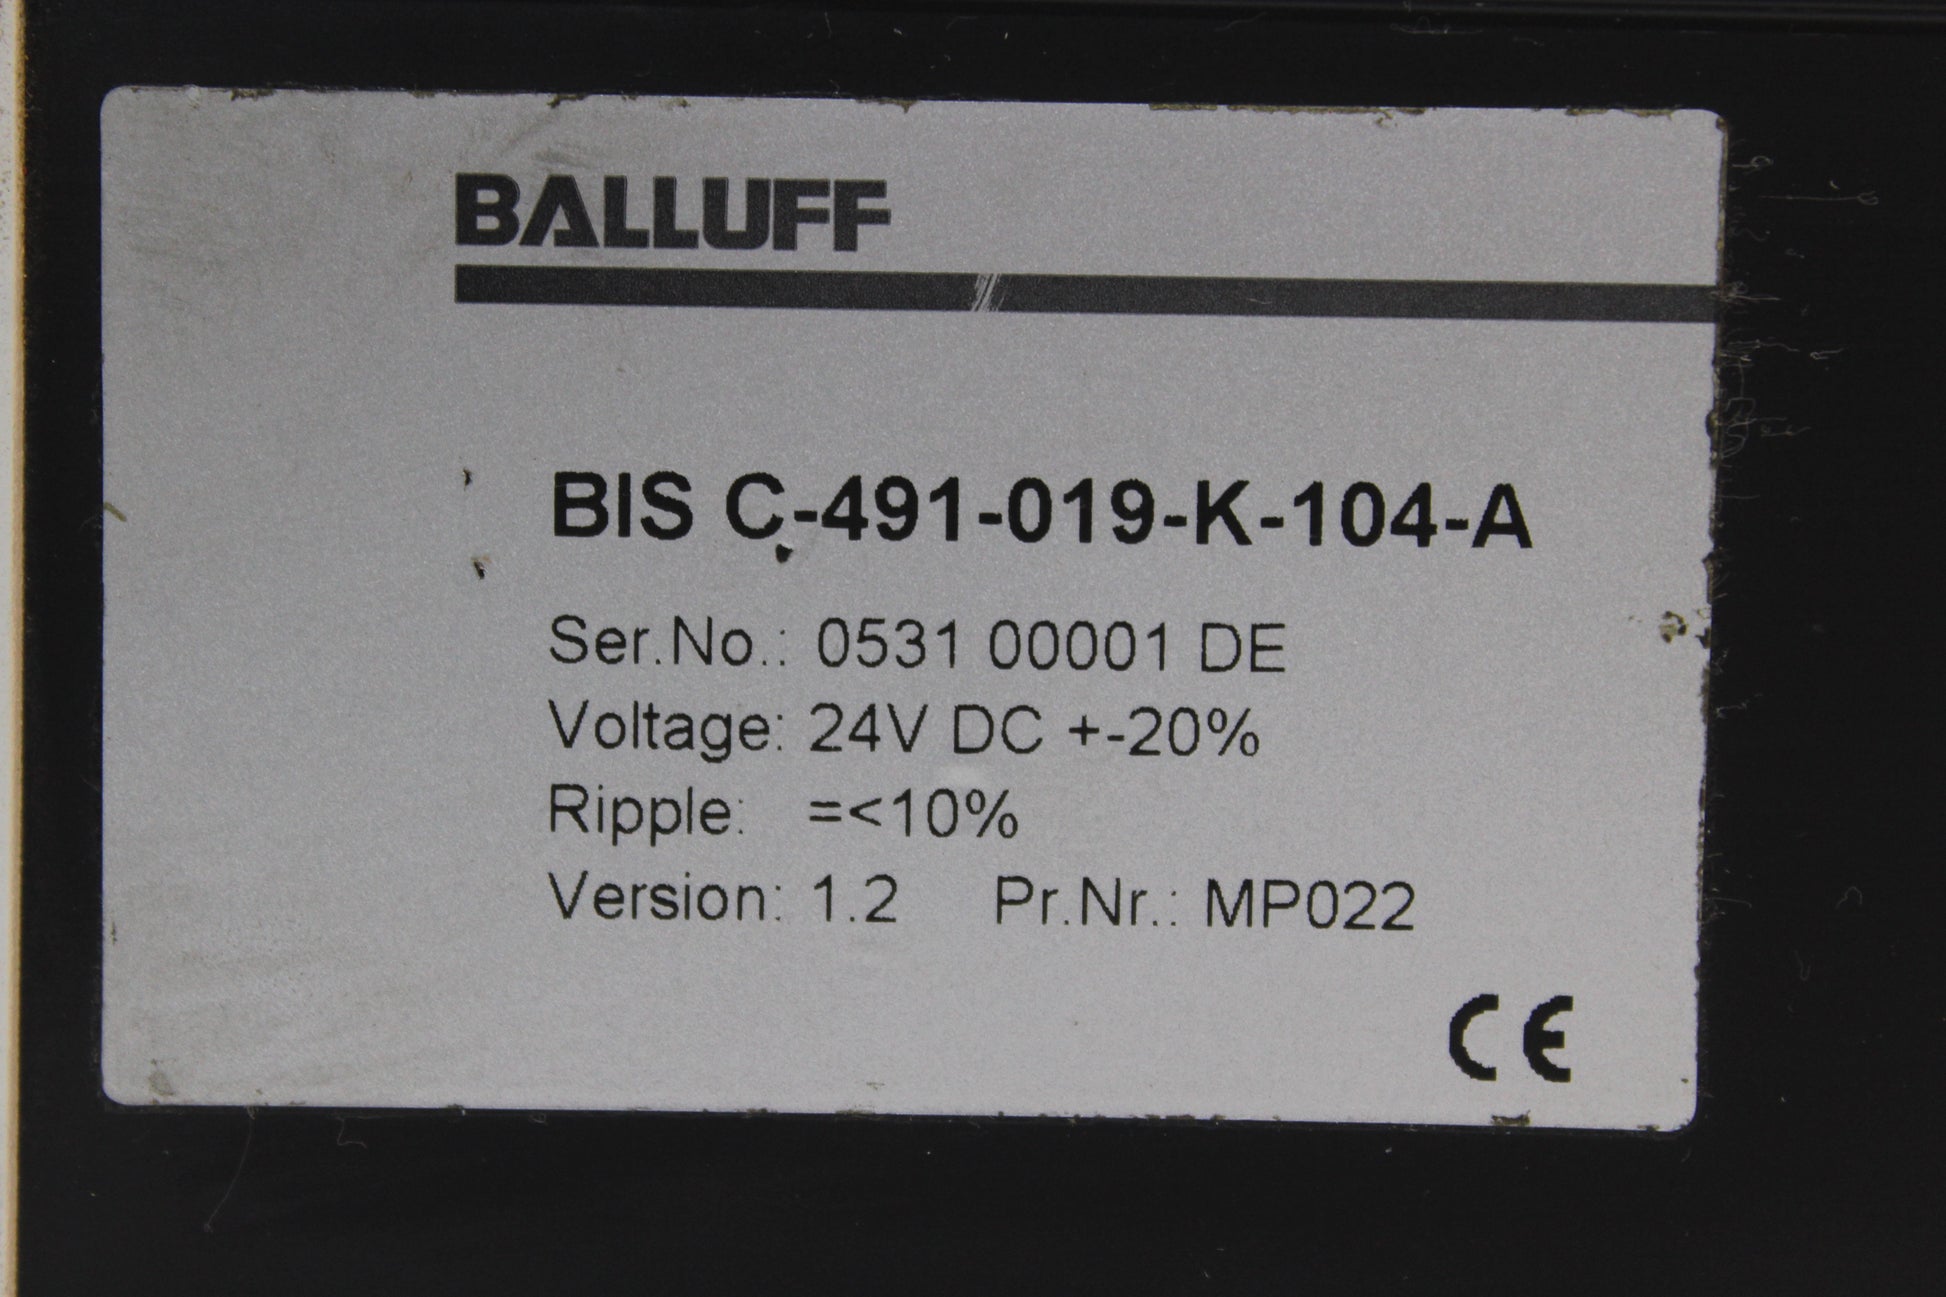 BALLUFF
BIS C-491-019-K-104-A
Ser.No.: 0531 00001 DE
Voltage: 24V DC +-20%
Ripple: =<10%
Version: 1.2 Pr.Nr.: MP022
CE